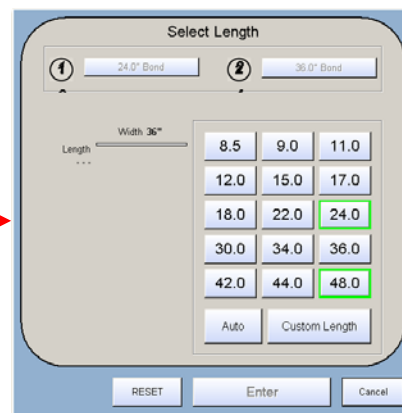 Select Length
1 24.0" Bond 2 36.0" Bond
Width 36"
Length
...
8.5 9.0 11.0
12.0 15.0 17.0
18.0 22.0 24.0
30.0 34.0 36.0
42.0 44.0 48.0
Auto Custom Length
RESET Enter Cancel